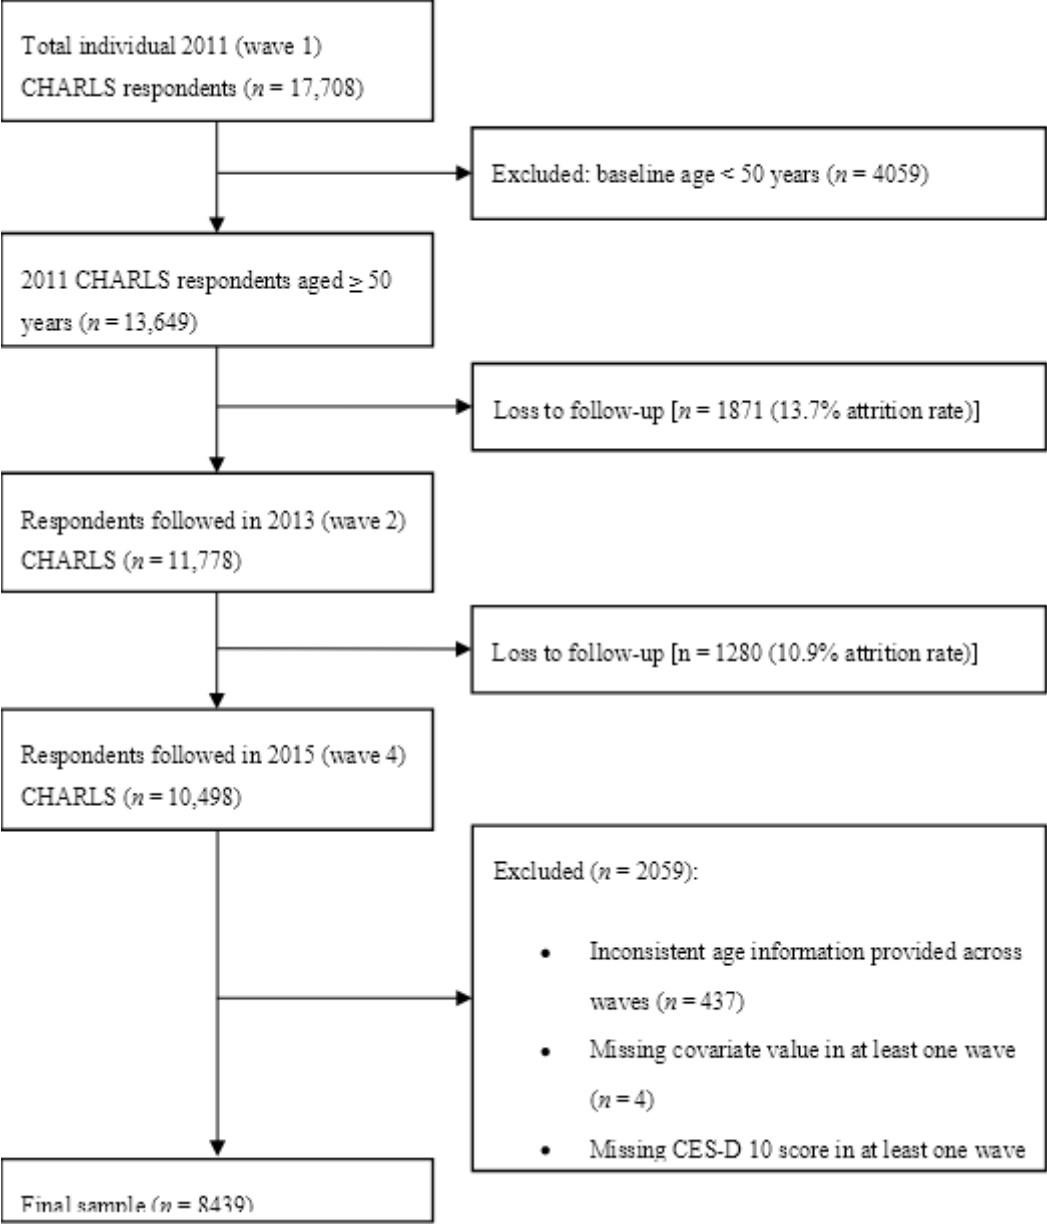 Total individual 2011 (wave 1)
CHARLS respondents (n = 17,708)
Excluded: baseline age < 50 years (n = 4059)
2011 CHARLS respondents aged ≥ 50
years (n = 13,649)
Loss to follow-up [n = 1871 (13.7% attrition rate)]
Respondents followed in 2013 (wave 2)
CHARLS (n = 11,778)
Loss to follow-up [n = 1280 (10.9% attrition rate)]
Respondents followed in 2015 (wave 4)
CHARLS (n = 10,498)
Excluded (n = 2059):
• Inconsistent age information provided across
waves (n = 437)
• Missing covariate value in at least one wave
(n = 4)
• Missing CES-D 10 score in at least one wave
Final sample (n = 8439)